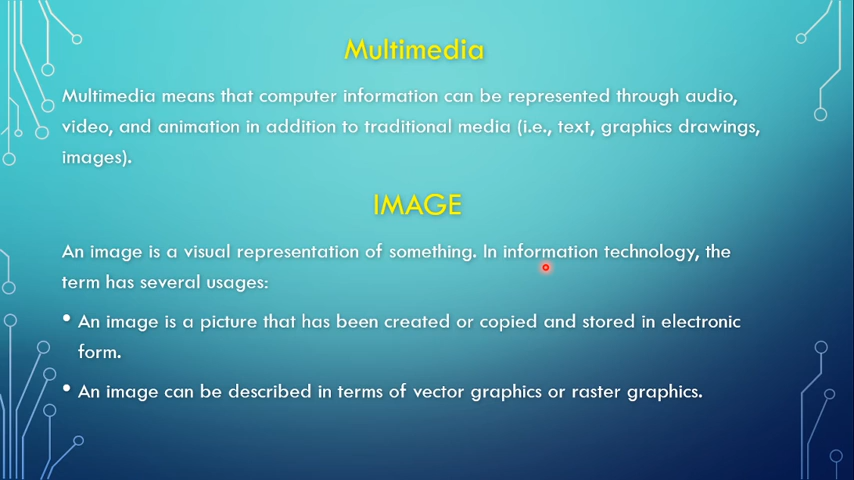 Multimedia
Multimedia means that computer information can be represented through audio,
video, and animation in addition to traditional media (i.e., text, graphics drawings,
images).
IMAGE
An image is a visual representation of something. In information technology, the
term has several usages:
• An image is a picture that has been created or copied and stored in electronic
form.
• An image can be described in terms of vector graphics or raster graphics.